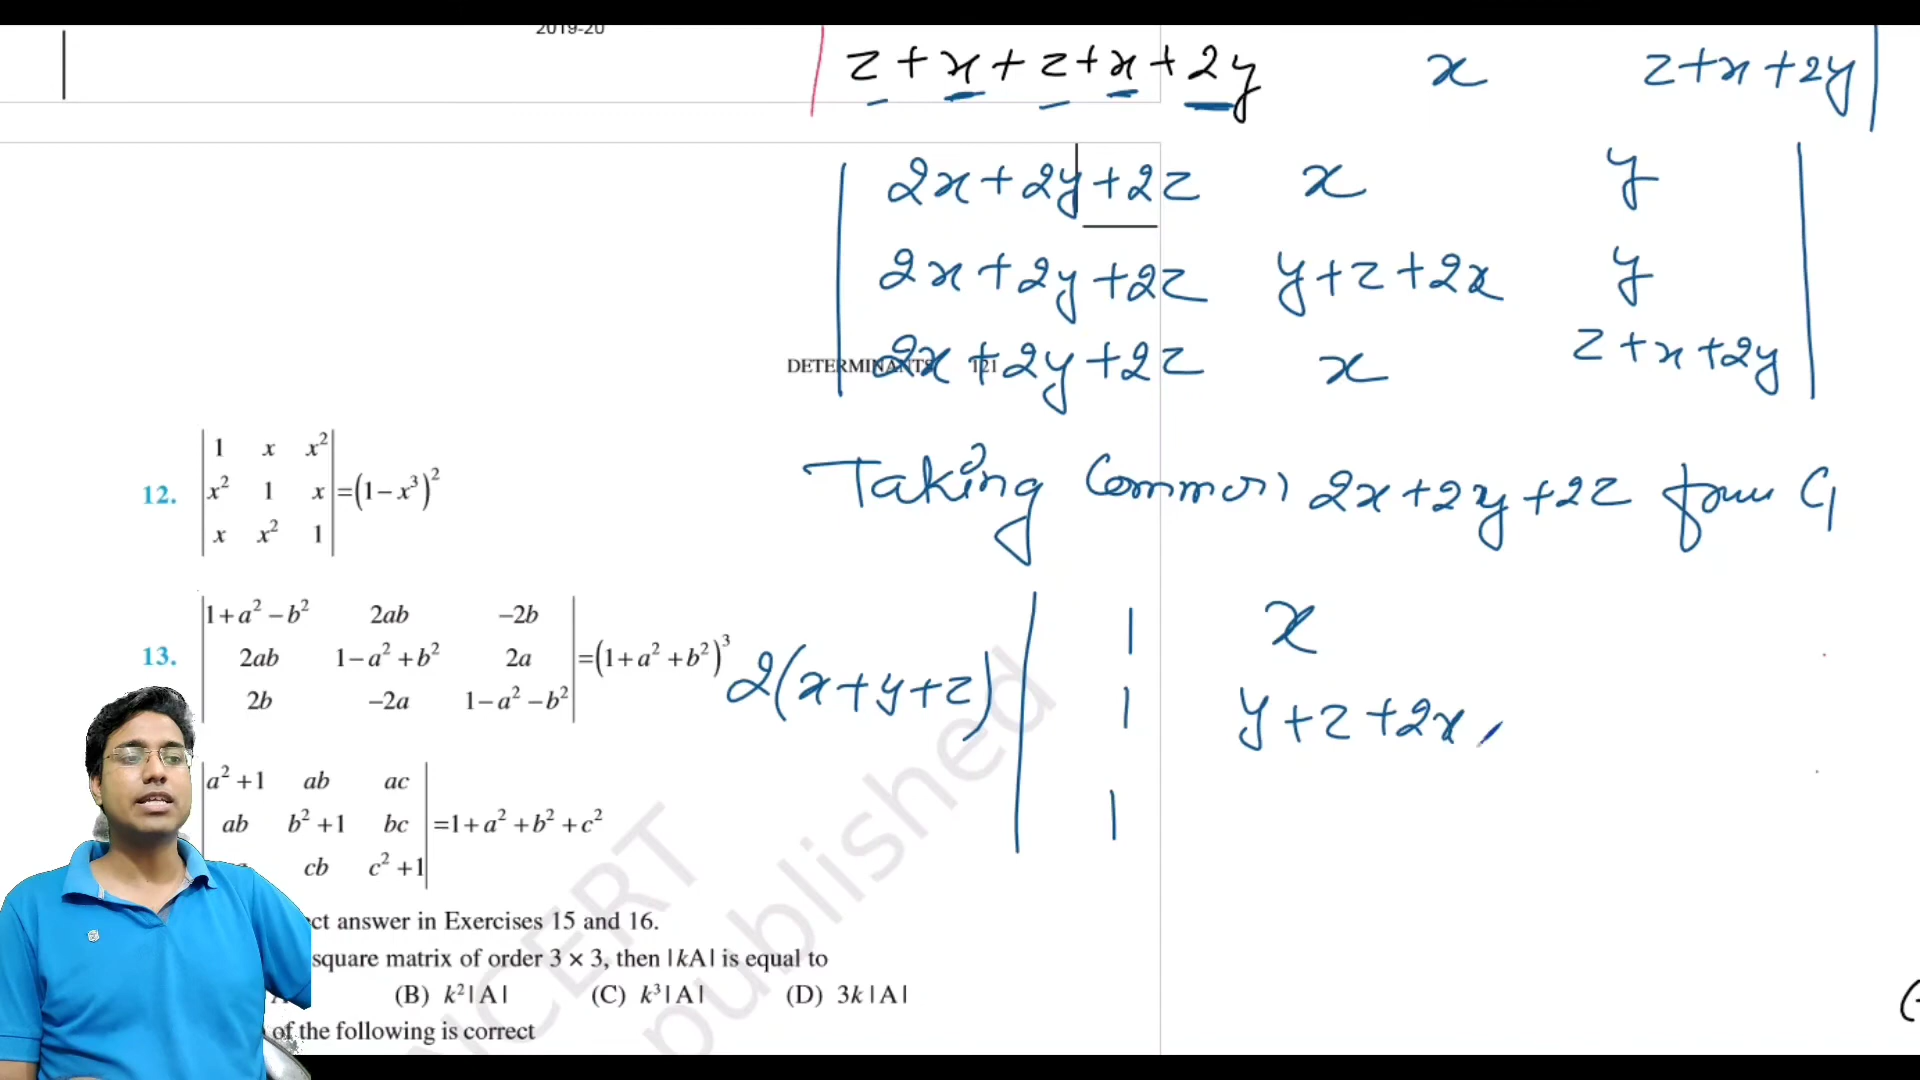 2019-20
z + x + z + x + 2y   x   z+x+2y
2x+2y+2z   x   y
2x+2y+2z   y+z+2x   y
2x+2y+2z   x   z+x+2y
DETERMINANTS 121
Taking Common 2x+2y+2z from C1
12. | 1 x x² |
| x² 1 x | =(1−x³)²
| x x² 1 |
13. | 1+a²−b² 2ab −2b |
| 2ab 1−a²+b² 2a | =(1+a²+b²)³
| 2b −2a 1−a²−b² |
2(x+y+z) | 1 x
1 y+z+2x
1
| a²+1 ab ac |
| ab b²+1 bc | =1+a²+b²+c²
cb c²+1 |
ct answer in Exercises 15 and 16.
square matrix of order 3 × 3, then |kA| is equal to
(B) k²|A| (C) k³|A| (D) 3k|A|
of the following is correct
NCERT
published